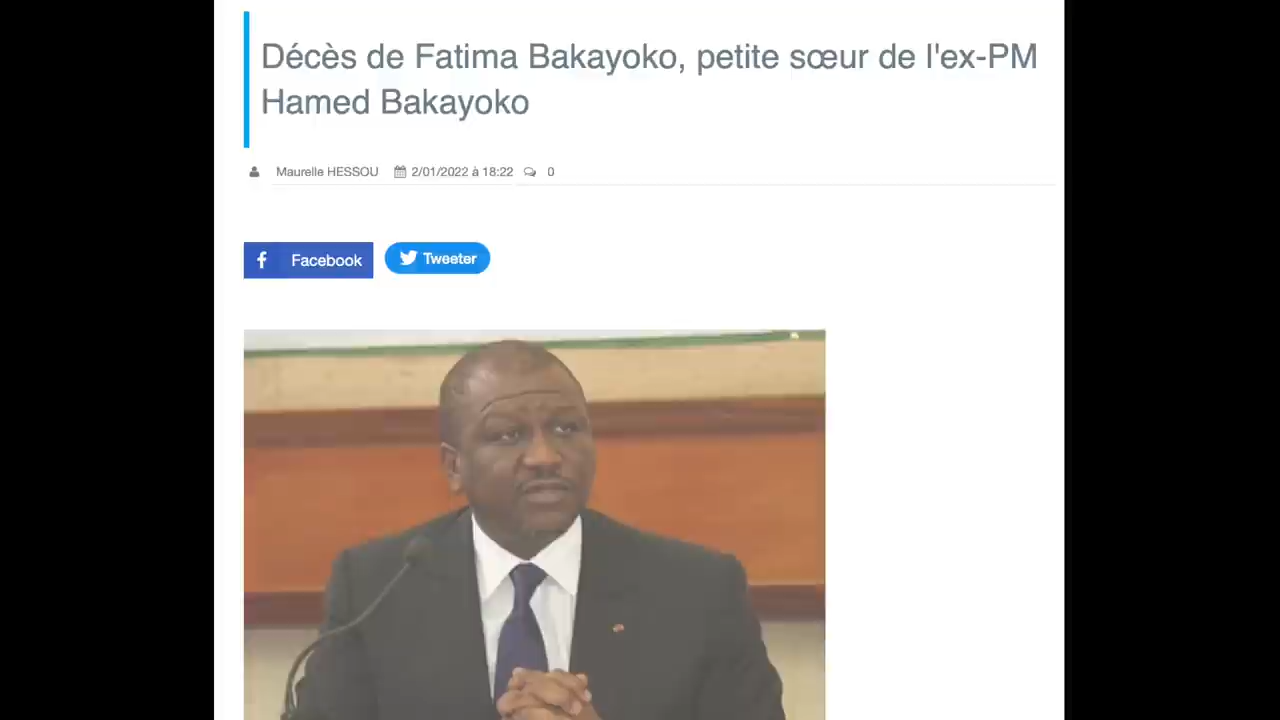 Décès de Fatima Bakayoko, petite sœur de l'ex-PM
Hamed Bakayoko
Maurelle HESSOU 2/01/2022 à 18:22 0
Facebook Tweeter